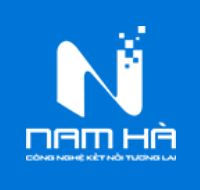 NAM HÀ
CÔNG NGHỆ KẾT NỐI TƯƠNG LAI